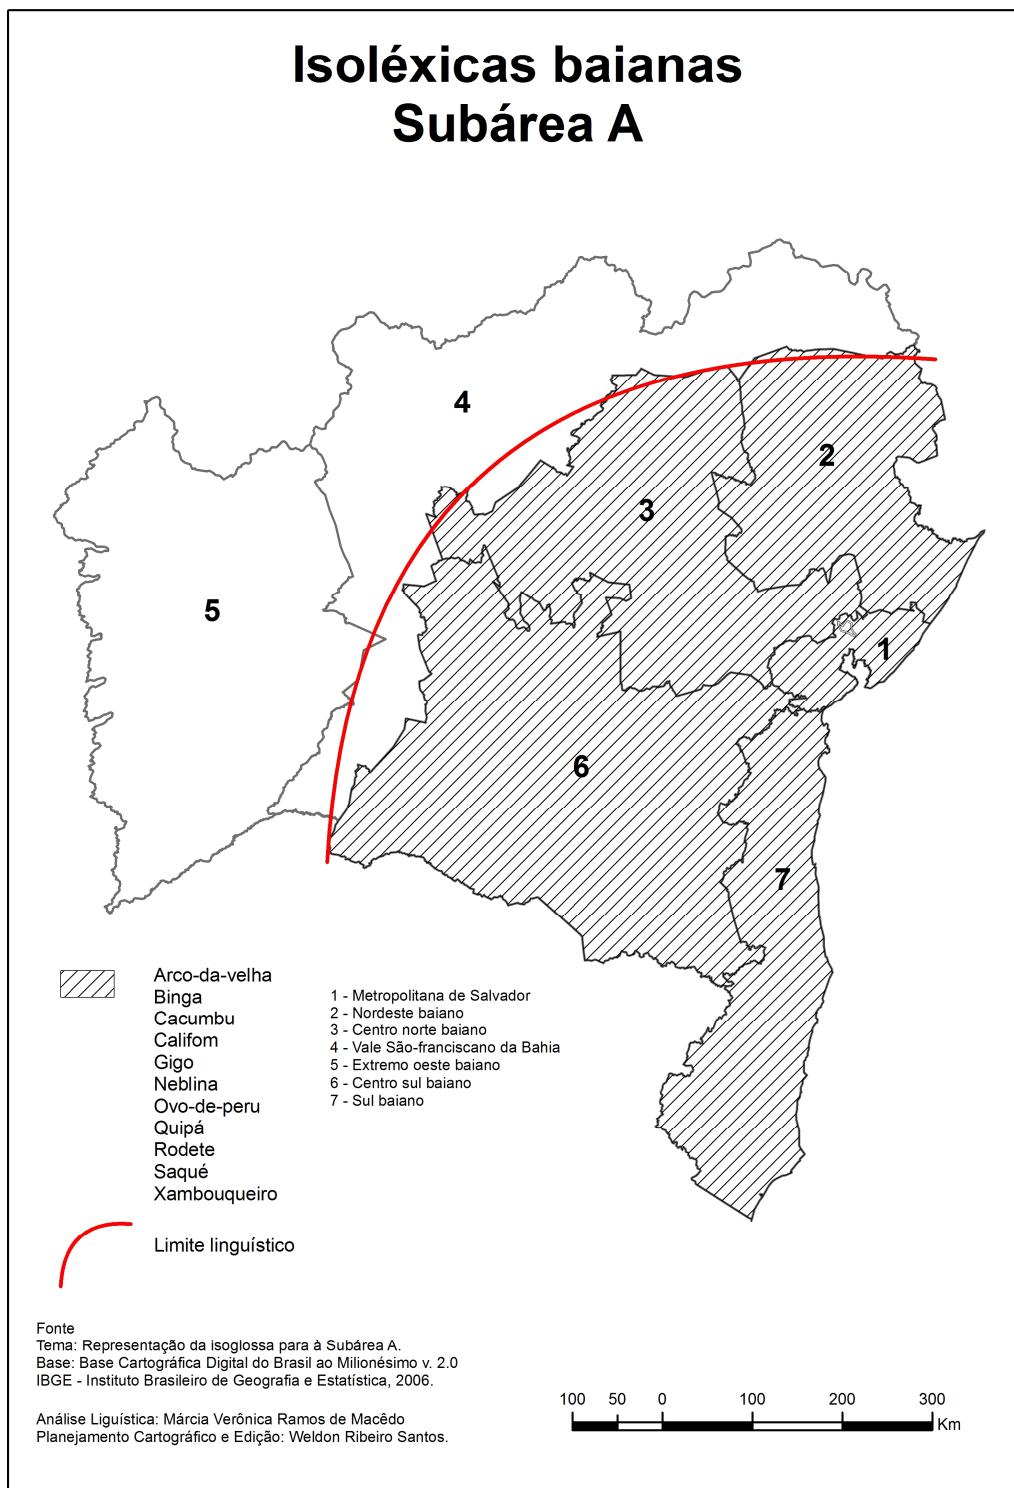 Isoléxicas baianas
Subárea A
4
2
3
5
1
6
7
Arco-da-velha
Binga
Cacumbu
Califom
Gigo
Neblina
Ovo-de-peru
Quipá
Rodete
Saqué
Xambouqueiro
1 - Metropolitana de Salvador
2 - Nordeste baiano
3 - Centro norte baiano
4 - Vale São-franciscano da Bahia
5 - Extremo oeste baiano
6 - Centro sul baiano
7 - Sul baiano
Limite linguístico
Fonte
Tema: Representação da isoglossa para à Subárea A.
Base: Base Cartográfica Digital do Brasil ao Milionésimo v. 2.0
IBGE - Instituto Brasileiro de Geografia e Estatística, 2006.
Análise Liguística: Márcia Verônica Ramos de Macêdo
Planejamento Cartográfico e Edição: Weldon Ribeiro Santos.
100 50 0 100 200 300
Km